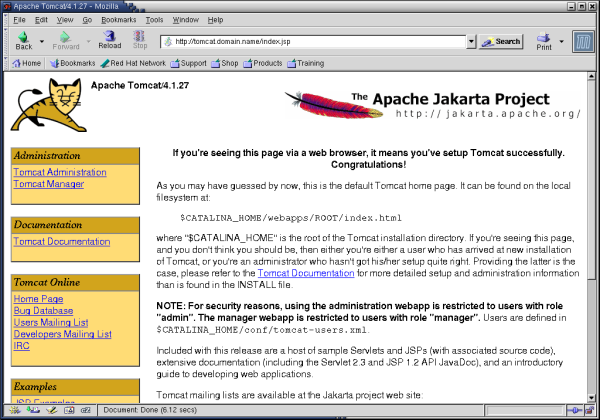 Apache Tomcat/4.1.27 - Mozilla
File Edit View Go Bookmarks Tools Window Help
Back Forward Reload Stop http://tomcat.domain.name/index.jsp Search Print
Home Bookmarks Red Hat Network Support Shop Products Training
Apache Tomcat/4.1.27
The Apache Jakarta Project
http://jakarta.apache.org/
Administration
Tomcat Administration
Tomcat Manager
Documentation
Tomcat Documentation
Tomcat Online
Home Page
Bug Database
Users Mailing List
Developers Mailing List
IRC
Examples
JSP Examples
If you're seeing this page via a web browser, it means you've setup Tomcat successfully.
Congratulations!
As you may have guessed by now, this is the default Tomcat home page. It can be found on the local
filesystem at:
$CATALINA_HOME/webapps/ROOT/index.html
where "$CATALINA_HOME" is the root of the Tomcat installation directory. If you're seeing this page,
and you don't think you should be, then either you're either a user who has arrived at new installation
of Tomcat, or you're an administrator who hasn't got his/her setup quite right. Providing the latter is the
case, please refer to the Tomcat Documentation for more detailed setup and administration information
than is found in the INSTALL file.
NOTE: For security reasons, using the administration webapp is restricted to users with role
"admin". The manager webapp is restricted to users with role "manager". Users are defined in
$CATALINA_HOME/conf/tomcat-users.xml.
Included with this release are a host of sample Servlets and JSPs (with associated source code),
extensive documentation (including the Servlet 2.3 and JSP 1.2 API JavaDoc), and an introductory
guide to developing web applications.
Tomcat mailing lists are available at the Jakarta project web site:
Document: Done (6.12 secs)